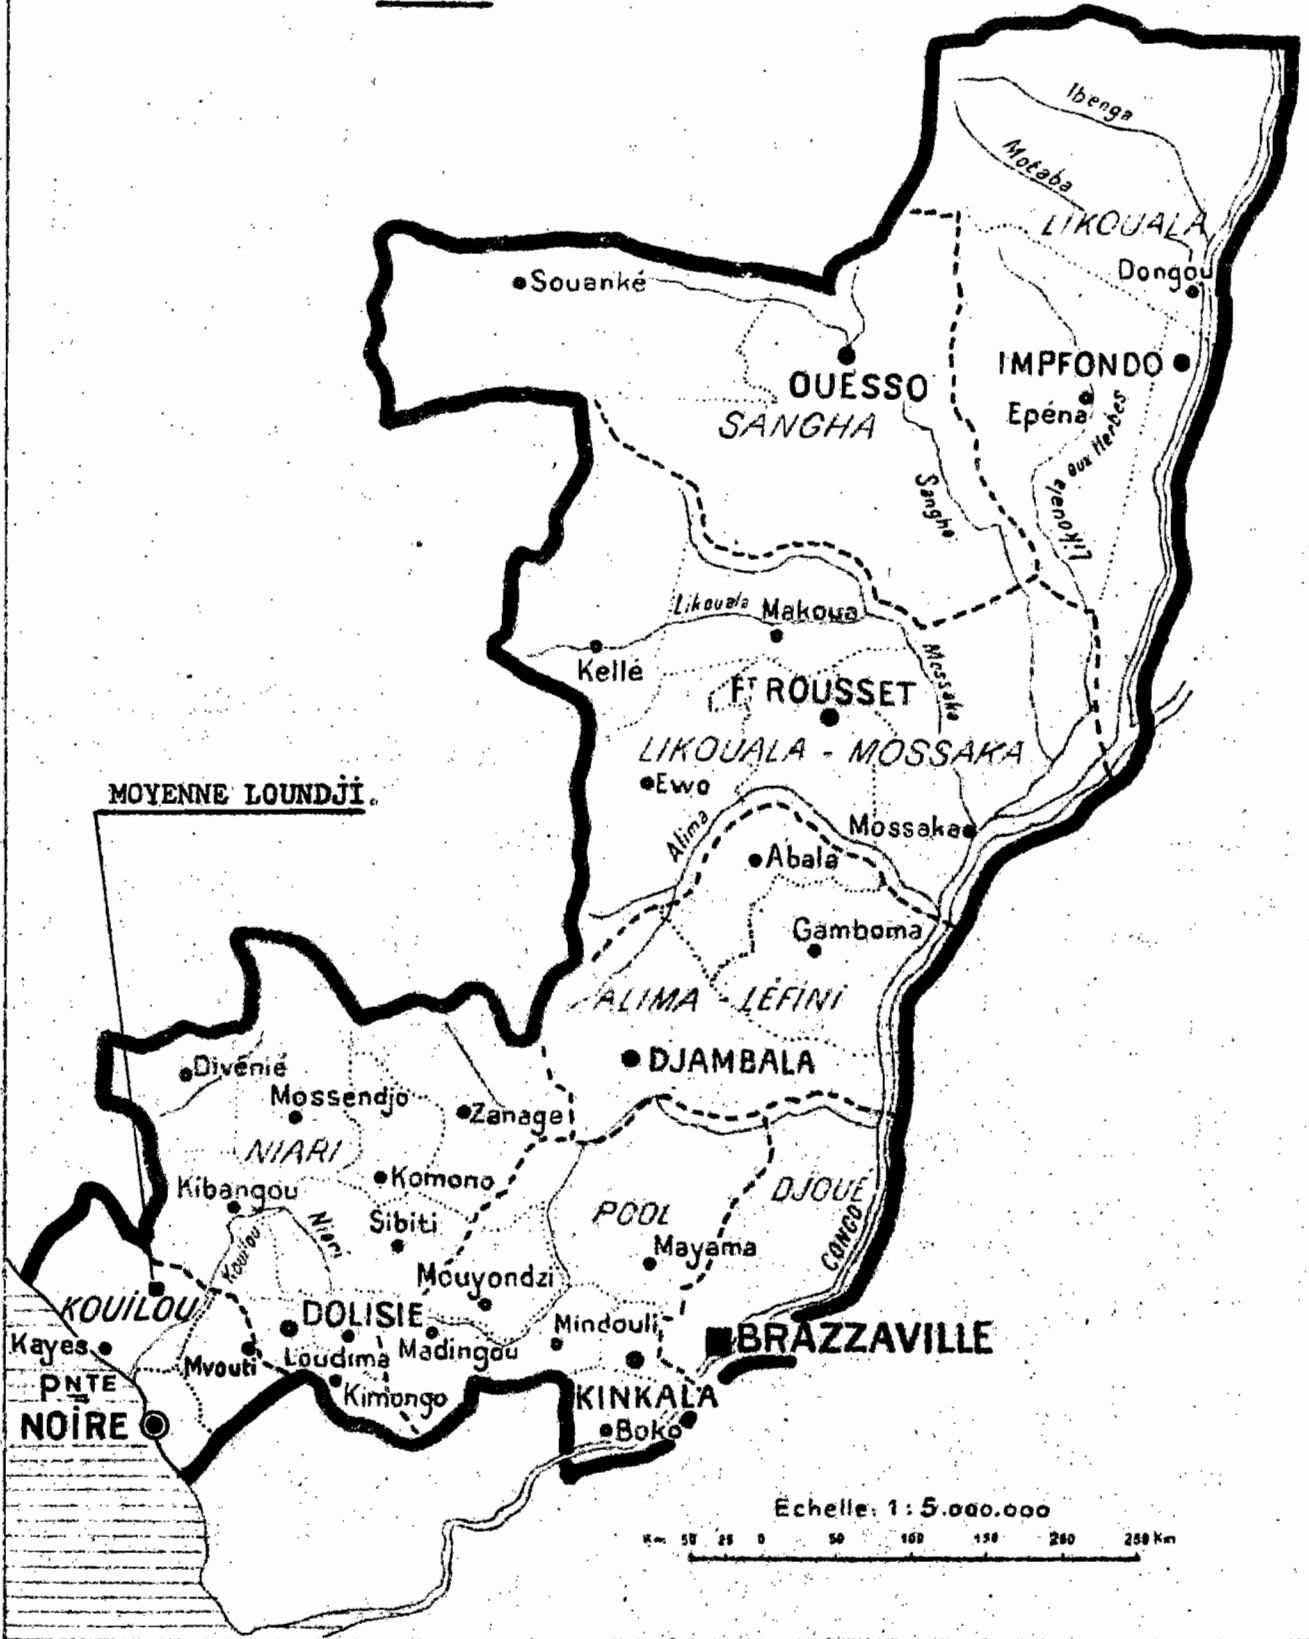 Ibenga
Motaba
LIKOUALA
Dongou
Souanké
IMPFONDO
OUESSO
Epéna
SANGHA
Likouala aux Herbes
Sangha
Likouala
Makoua
Kellé
Mossaka
Fᵀ ROUSSET
LIKOUALA - MOSSAKA
Ewo
MOYENNE LOUNDJi.
Alima
Mossaka
Abala
Gamboma
ALIMA - LÉFINI
DJAMBALA
Divénié
Mossendjo
Zanaga
NIARI
Komono
Kibangou
DJOUE
POOL
Sibiti
Niari
CONGO
Kouilou
Mayama
Mouyondzi
KOUiLOU
DOLISIE
Mindouli
BRAZZAVILLE
Kayes
Mvouti
Loudima
Madingou
PNTE
NOiRE
Kimongo
KINKALA
Boko
Echelle: 1 : 5.000.000
Km 50 25 0 50 100 150 200 250 Km